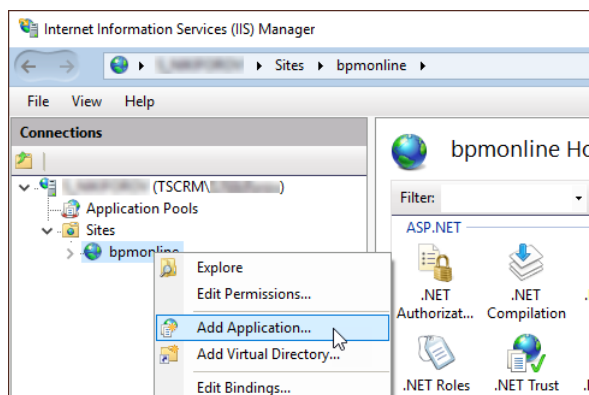 Internet Information Services (IIS) Manager
Sites bpmonline
File View Help
Connections
(TSCRM\ )
Application Pools
Sites
bpmonline
Explore
Edit Permissions...
Add Application...
Add Virtual Directory...
Edit Bindings...
bpmonline Ho
Filter:
ASP.NET
.NET Authorizat...
.NET Compilation
.NET Roles
.NET Trust